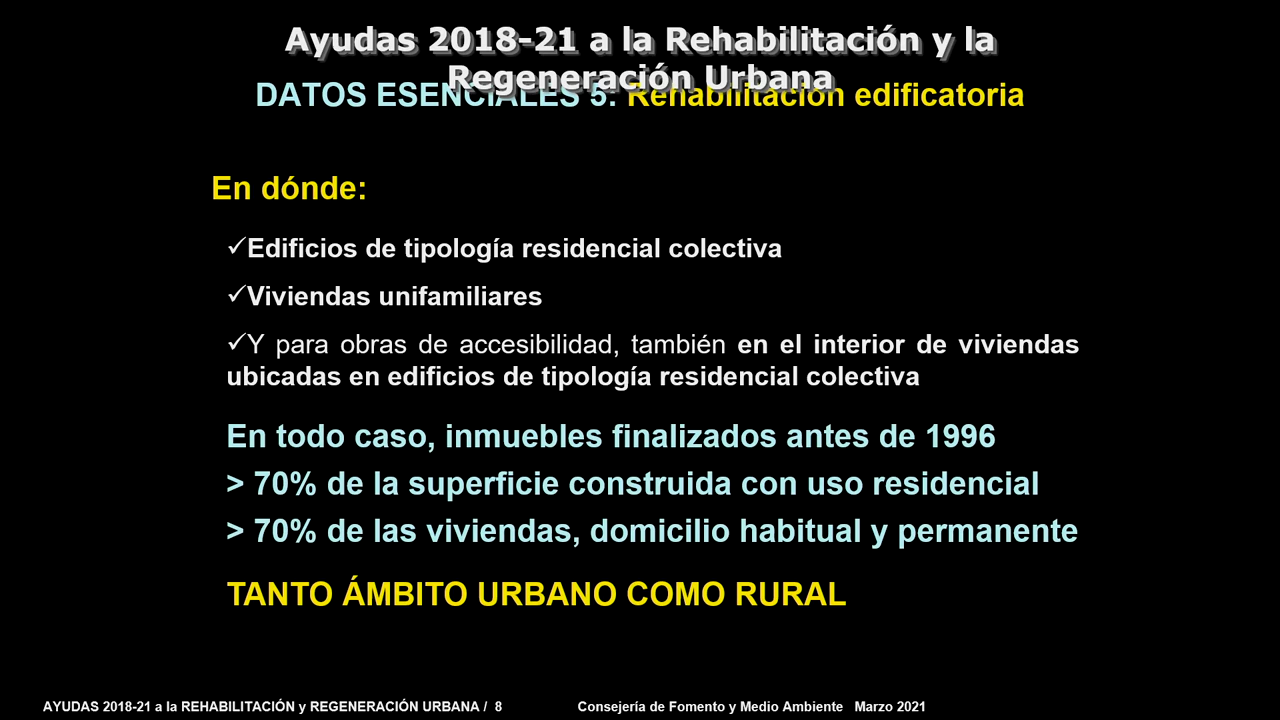 Ayudas 2018-21 a la Rehabilitación y la
Regeneración Urbana
DATOS ESENCIALES 5: Rehabilitación edificatoria
En dónde:
✓Edificios de tipología residencial colectiva
✓Viviendas unifamiliares
✓Y para obras de accesibilidad, también en el interior de viviendas
ubicadas en edificios de tipología residencial colectiva
En todo caso, inmuebles finalizados antes de 1996
> 70% de la superficie construida con uso residencial
> 70% de las viviendas, domicilio habitual y permanente
TANTO ÁMBITO URBANO COMO RURAL
AYUDAS 2018-21 a la REHABILITACIÓN y REGENERACIÓN URBANA / 8 Consejería de Fomento y Medio Ambiente Marzo 2021